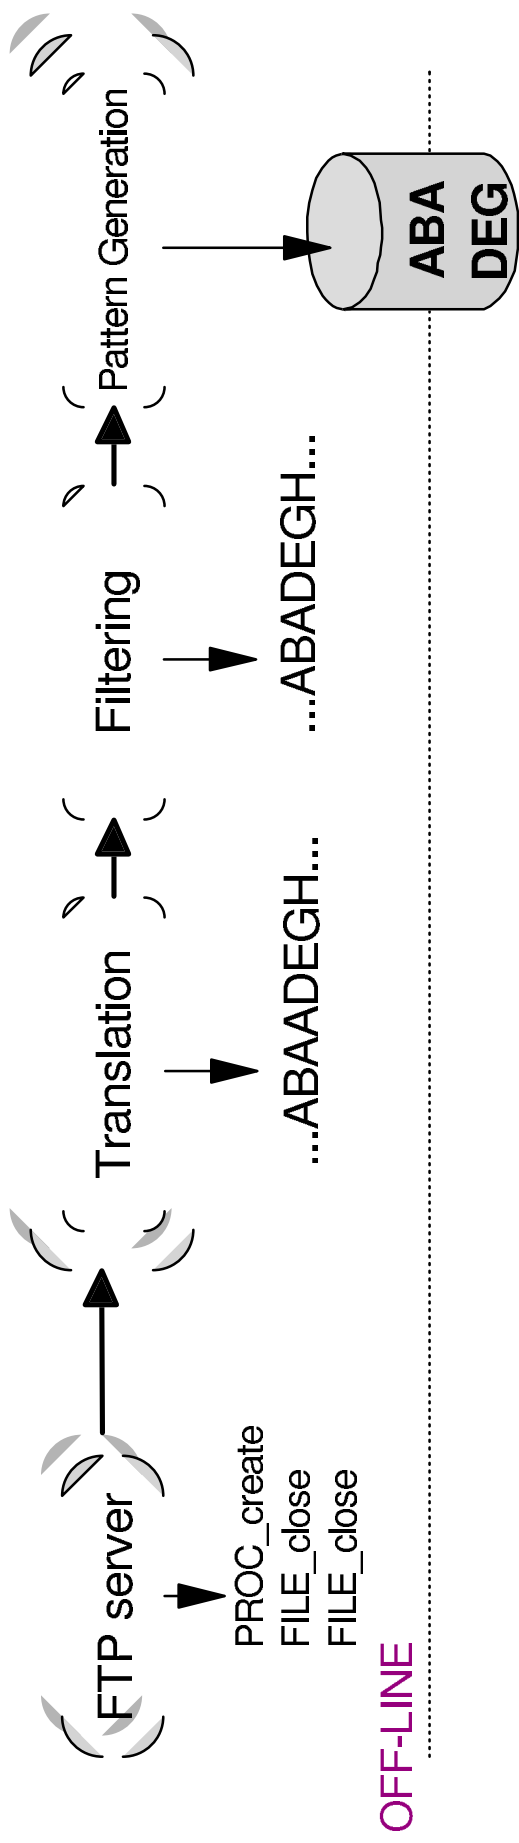 FTP server
Translation
Filtering
Pattern Generation
PROC_create
FILE_close
FILE_close
...ABAADEGH...
...ABADEGH...
ABA
DEG
OFF-LINE